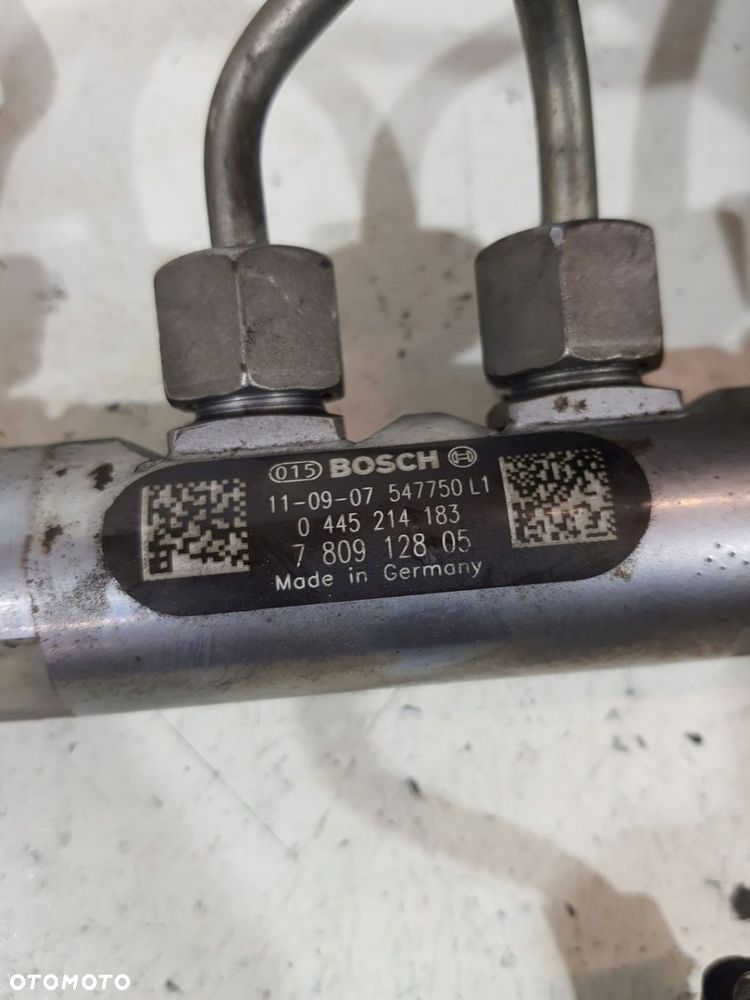 015 BOSCH
11-09-07 547750 L1
0 445 214 183
7 809 128 05
Made in Germany
OTOMOTO